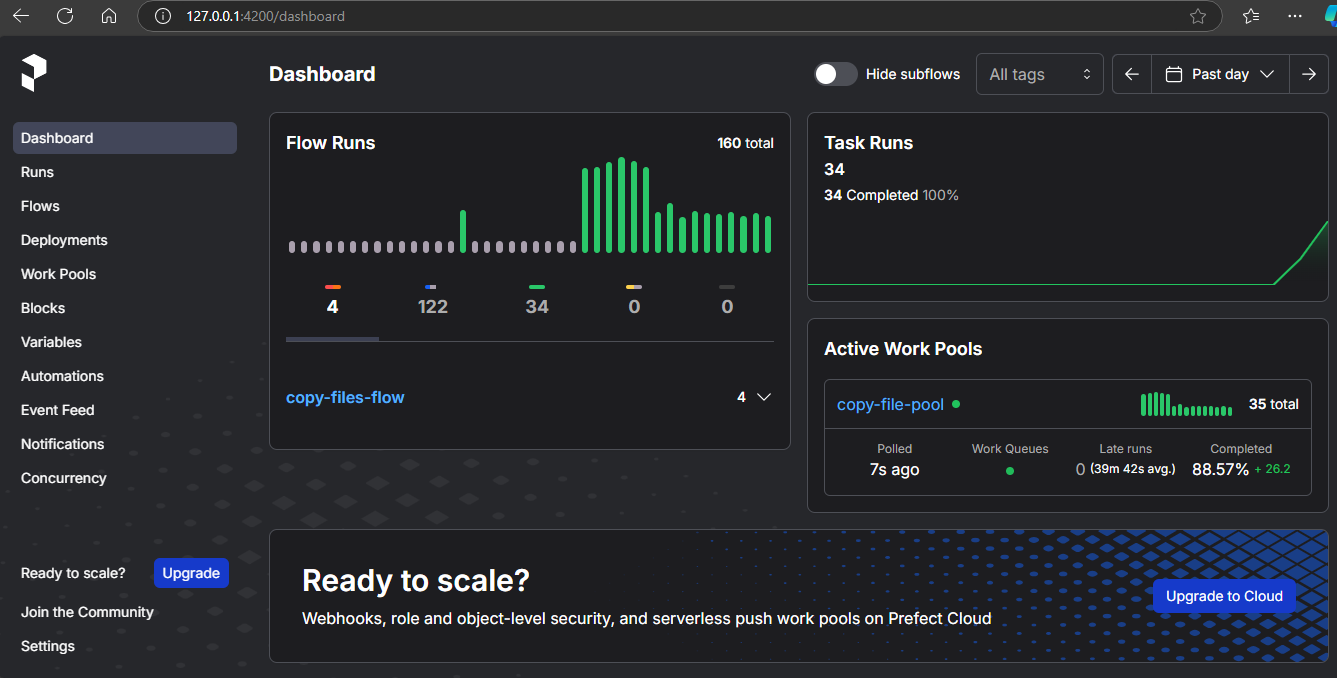 127.0.0.1:4200/dashboard
Dashboard
Runs
Flows
Deployments
Work Pools
Blocks
Variables
Automations
Event Feed
Notifications
Concurrency
Ready to scale? Upgrade
Join the Community
Settings
Dashboard
Hide subflows All tags Past day
Flow Runs 160 total
4 122 34 0 0
copy-files-flow 4
Task Runs
34
34 Completed 100%
Active Work Pools
copy-file-pool 35 total
Polled Work Queues Late runs Completed
7s ago 0 (39m 42s avg.) 88.57% + 26.2
Ready to scale?
Webhooks, role and object-level security, and serverless push work pools on Prefect Cloud
Upgrade to Cloud